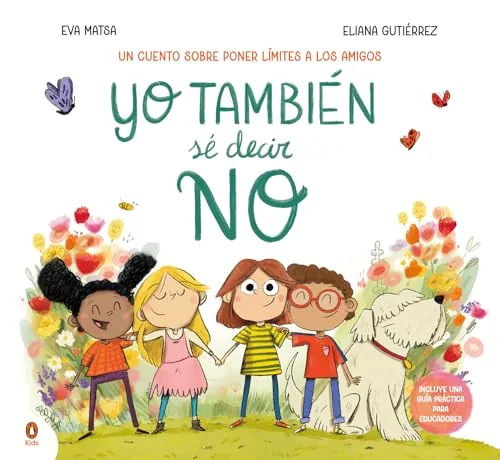 EVA MATSA
ELIANA GUTIÉRREZ
UN CUENTO SOBRE PONER LÍMITES A LOS AMIGOS
YO TAMBIÉN
sé decir
NO
INCLUYE UNA
GUÍA PRÁCTICA
PARA
EDUCADORES
Kids